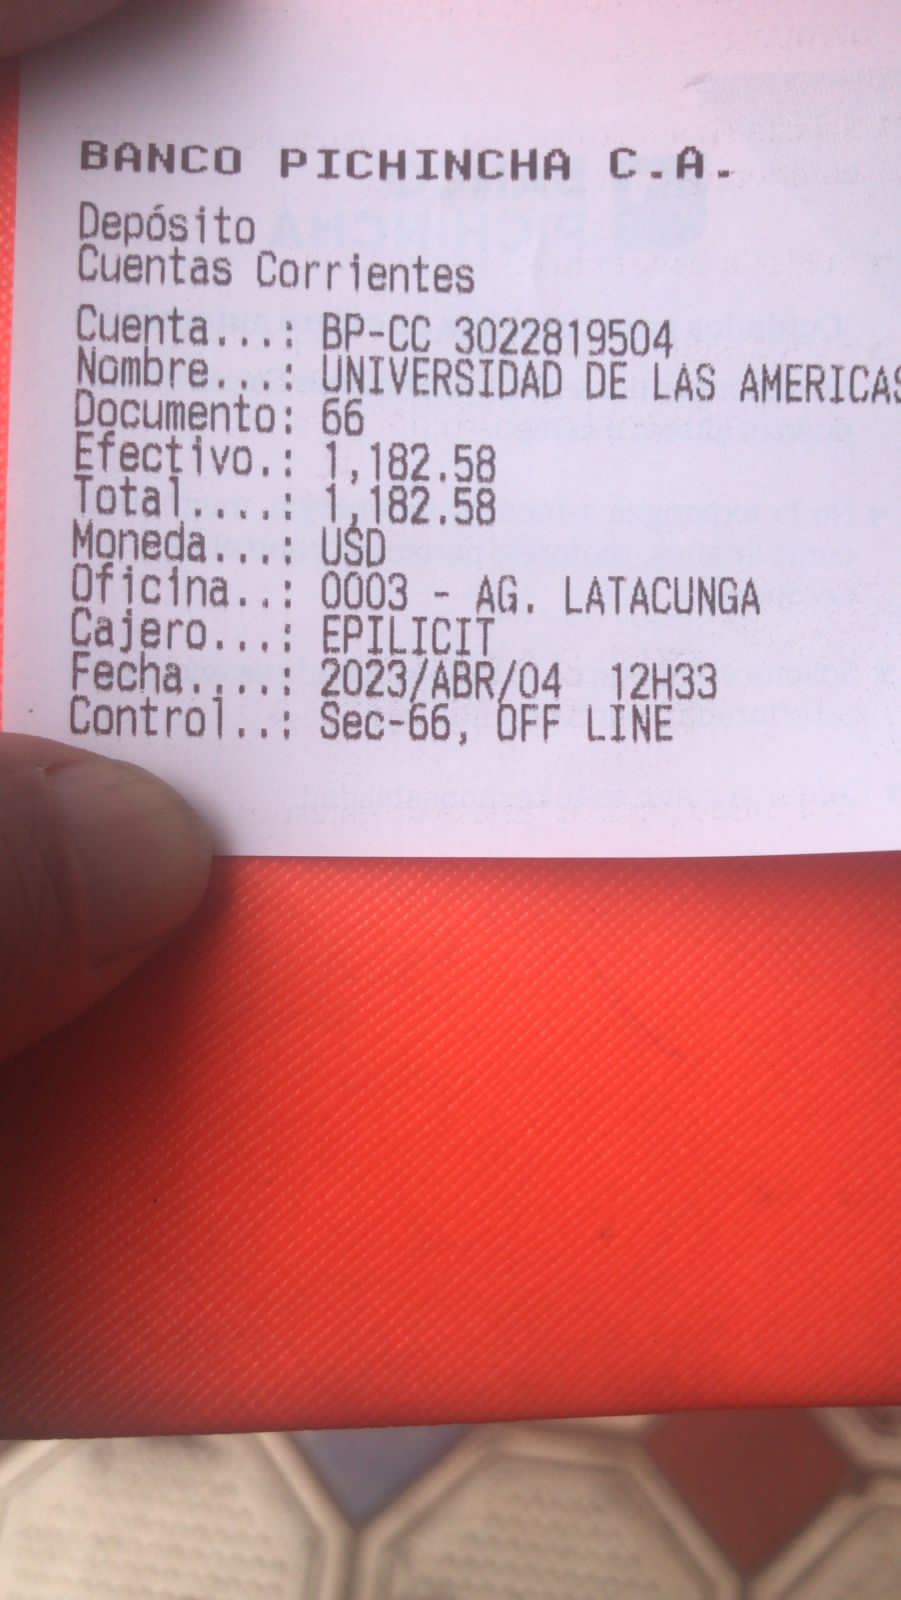 BANCO PICHINCHA C.A.
Depósito
Cuentas Corrientes
Cuenta...: BP-CC 3022819504
Nombre...: UNIVERSIDAD DE LAS AMERICAS
Documento: 66
Efectivo.: 1,182.58
Total....: 1,182.58
Moneda...: USD
Oficina..: 0003 - AG. LATACUNGA
Cajero...: EPILICIT
Fecha....: 2023/ABR/04 12H33
Control..: Sec-66, OFF LINE